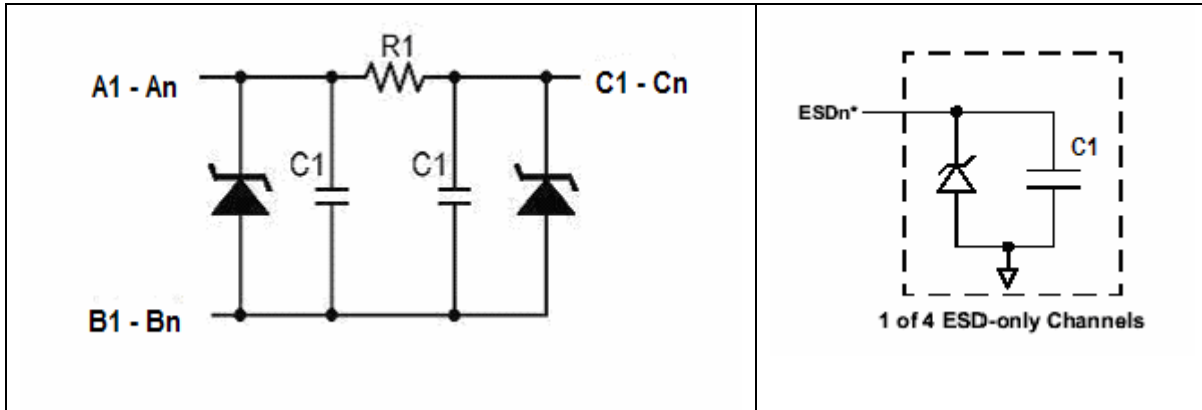 R1
A1 - An
C1 - Cn
C1
C1
B1 - Bn
ESDn*
C1
1 of 4 ESD-only Channels